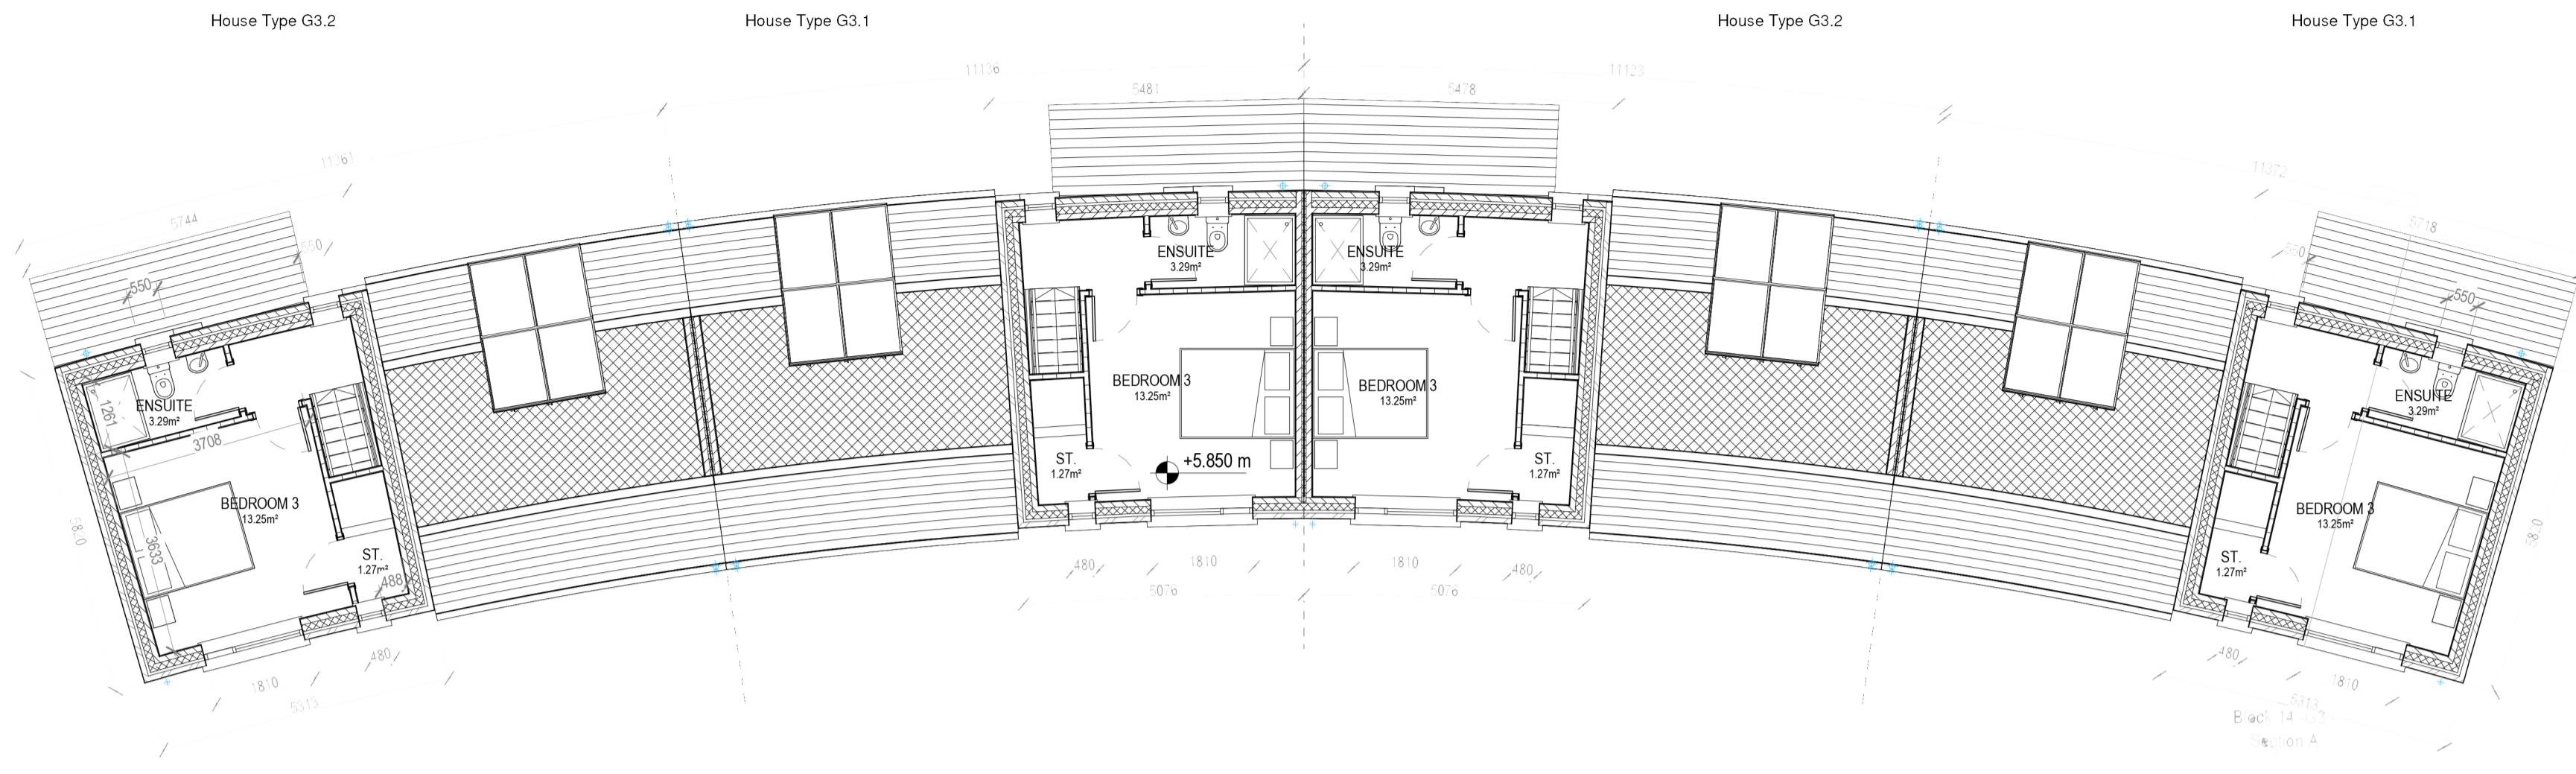 House Type G3.2
House Type G3.1
House Type G3.2
House Type G3.1
11136
11123
5481
5478
11361
11372
5744
5718
550
550
550
550
ENSUITE
3.29m²
ENSUITE
3.29m²
ENSUITE
3.29m²
ENSUITE
3.29m²
1261
3708
BEDROOM 3
13.25m²
BEDROOM 3
13.25m²
BEDROOM 3
13.25m²
BEDROOM 3
13.25m²
ST.
1.27m²
+5.850 m
ST.
1.27m²
5820
3633
5820
ST.
1.27m²
488
ST.
1.27m²
480
1810
1810
480
5076
5076
480
1810
5313
480
1810
5313
Block 14 -G3
Section A